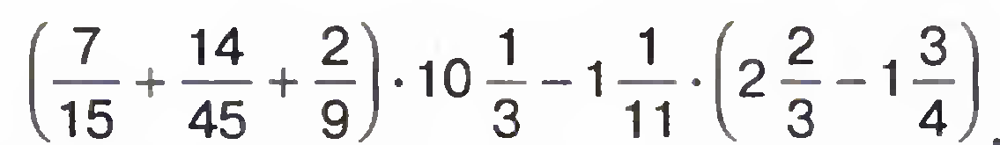 (7/15 + 14/45 + 2/9) · 10 1/3 − 1 1/11 · (2 2/3 − 1 3/4).